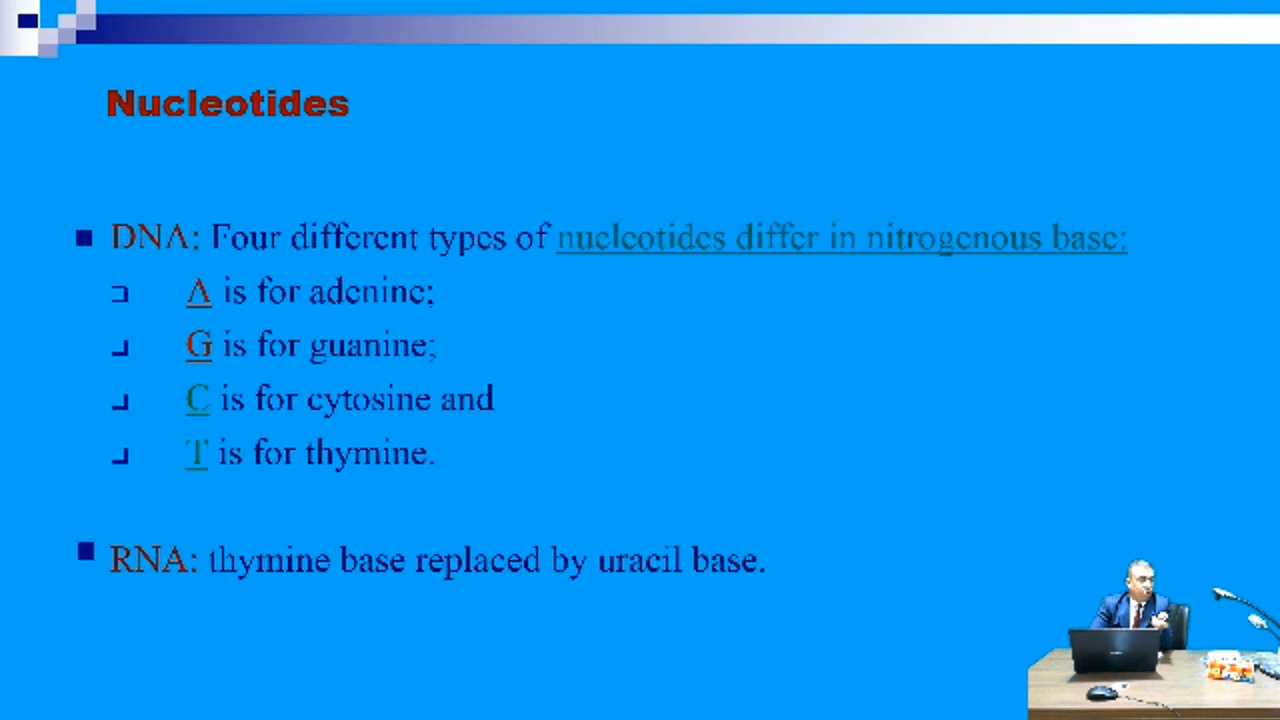 Nucleotides
DNA: Four different types of nucleotides differ in nitrogenous base:
A is for adenine;
G is for guanine;
C is for cytosine and
T is for thymine.
RNA: thymine base replaced by uracil base.